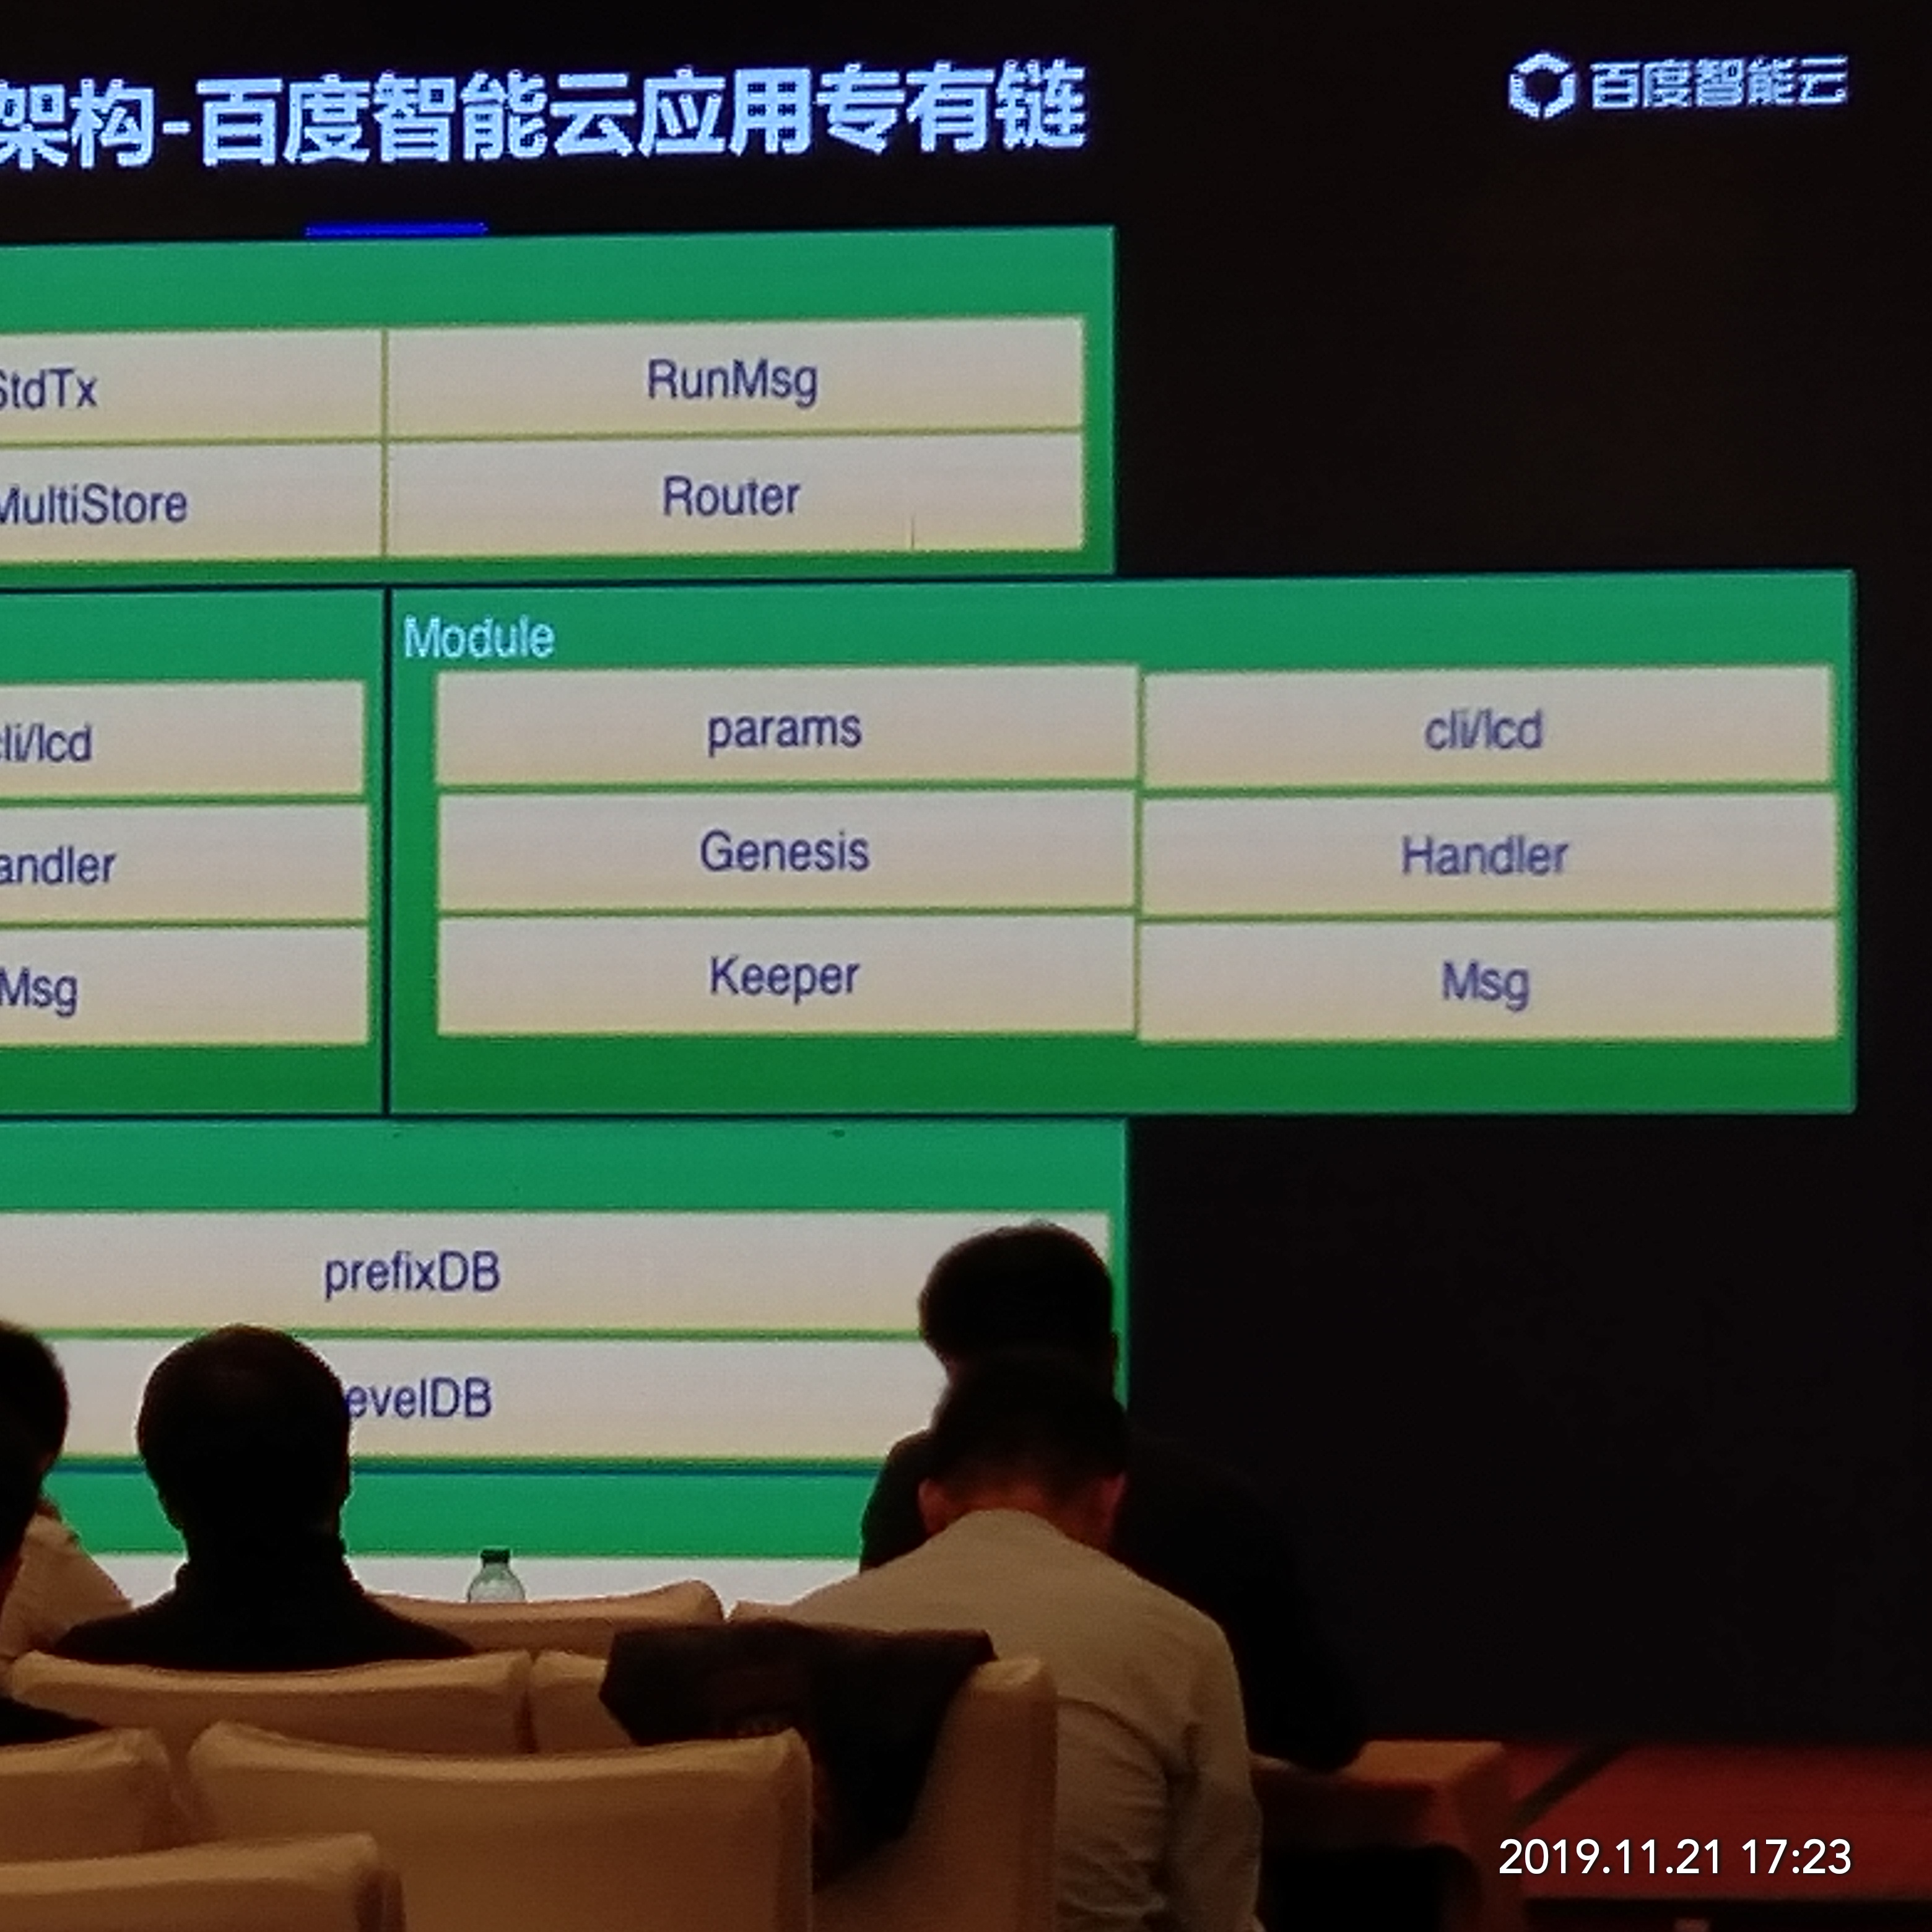 架构-百度智能云应用专有链
百度智能云
StdTx
RunMsg
MultiStore
Router
Module
cli/lcd
params
cli/lcd
andler
Genesis
Handler
Msg
Keeper
Msg
prefixDB
evelDB
2019.11.21 17:23